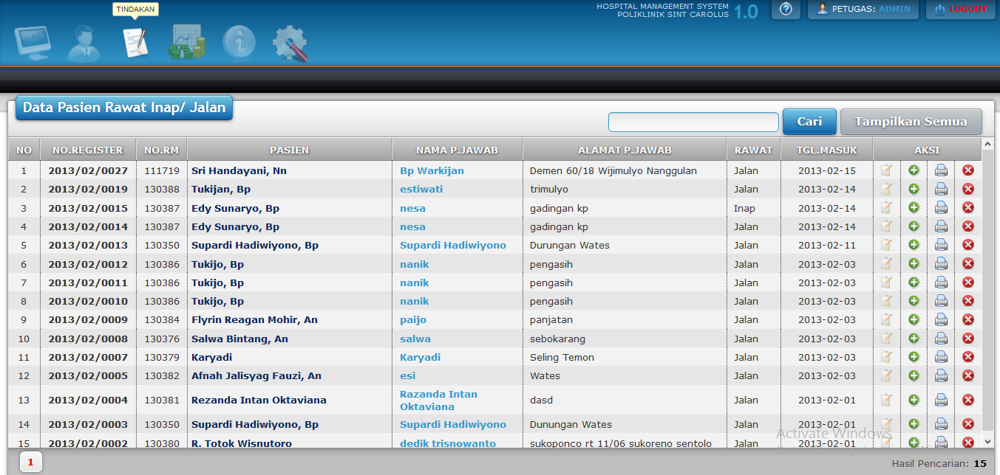 TINDAKAN
HOSPITAL MANAGEMENT SYSTEM
POLIKLINIK SINT CAROLUS
1.0
PETUGAS: ADMIN
LOGOUT
Data Pasien Rawat Inap/ Jalan
Cari
Tampilkan Semua
NO NO.REGISTER NO.RM PASIEN NAMA P.JAWAB ALAMAT P.JAWAB RAWAT TGL.MASUK AKSI
1 2013/02/0027 111719 Sri Handayani, Nn Bp Warkijan Demen 60/18 Wijimulyo Nanggulan Jalan 2013-02-15
2 2013/02/0019 130388 Tukijan, Bp estiwati trimulyo Jalan 2013-02-14
3 2013/02/0015 130387 Edy Sunaryo, Bp nesa gadingan kp Inap 2013-02-14
4 2013/02/0014 130387 Edy Sunaryo, Bp nesa gadingan kp Jalan 2013-02-14
5 2013/02/0013 130350 Supardi Hadiwiyono, Bp Supardi Hadiwiyono Durungan Wates Jalan 2013-02-11
6 2013/02/0012 130386 Tukijo, Bp nanik pengasih Jalan 2013-02-03
7 2013/02/0011 130386 Tukijo, Bp nanik pengasih Jalan 2013-02-03
8 2013/02/0010 130386 Tukijo, Bp nanik pengasih Jalan 2013-02-03
9 2013/02/0009 130384 Flyrin Reagan Mohir, An paijo panjatan Jalan 2013-02-03
10 2013/02/0008 130376 Salwa Bintang, An salwa sebokarang Jalan 2013-02-03
11 2013/02/0007 130379 Karyadi Karyadi Seling Temon Jalan 2013-02-03
12 2013/02/0005 130382 Afnah Jalisyag Fauzi, An esi Wates Jalan 2013-02-03
13 2013/02/0004 130381 Rezanda Intan Oktaviana Razanda Intan Oktaviana dasd Jalan 2013-02-01
14 2013/02/0003 130350 Supardi Hadiwiyono, Bp Supardi Hadiwiyono Dunungan Wates Jalan 2013-02-01
15 2013/02/0002 130380 R. Totok Wisnutoro dedik trisnowanto sukoponco rt 11/06 sukoreno sentolo Jalan 2013-02-01
Activate Windows
1
Hasil Pencarian: 15